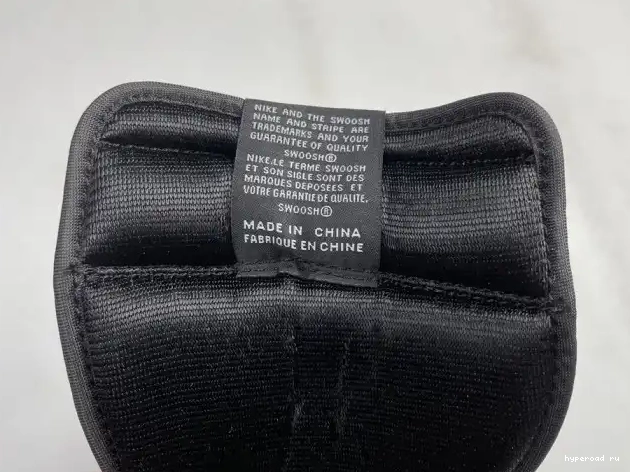 NIKE AND THE SWOOSH
NAME AND STRIPE ARE
TRADEMARKS AND YOUR
GUARANTEE OF QUALITY
SWOOSH®
NIKE.LE TERME SWOOSH
ET SON SIGLE SONT DES
MARQUES DEPOSEES ET
VOTRE GARANTIE DE QUALITE.
SWOOSH®
MADE IN CHINA
FABRIQUE EN CHINE
hyperoad.ru